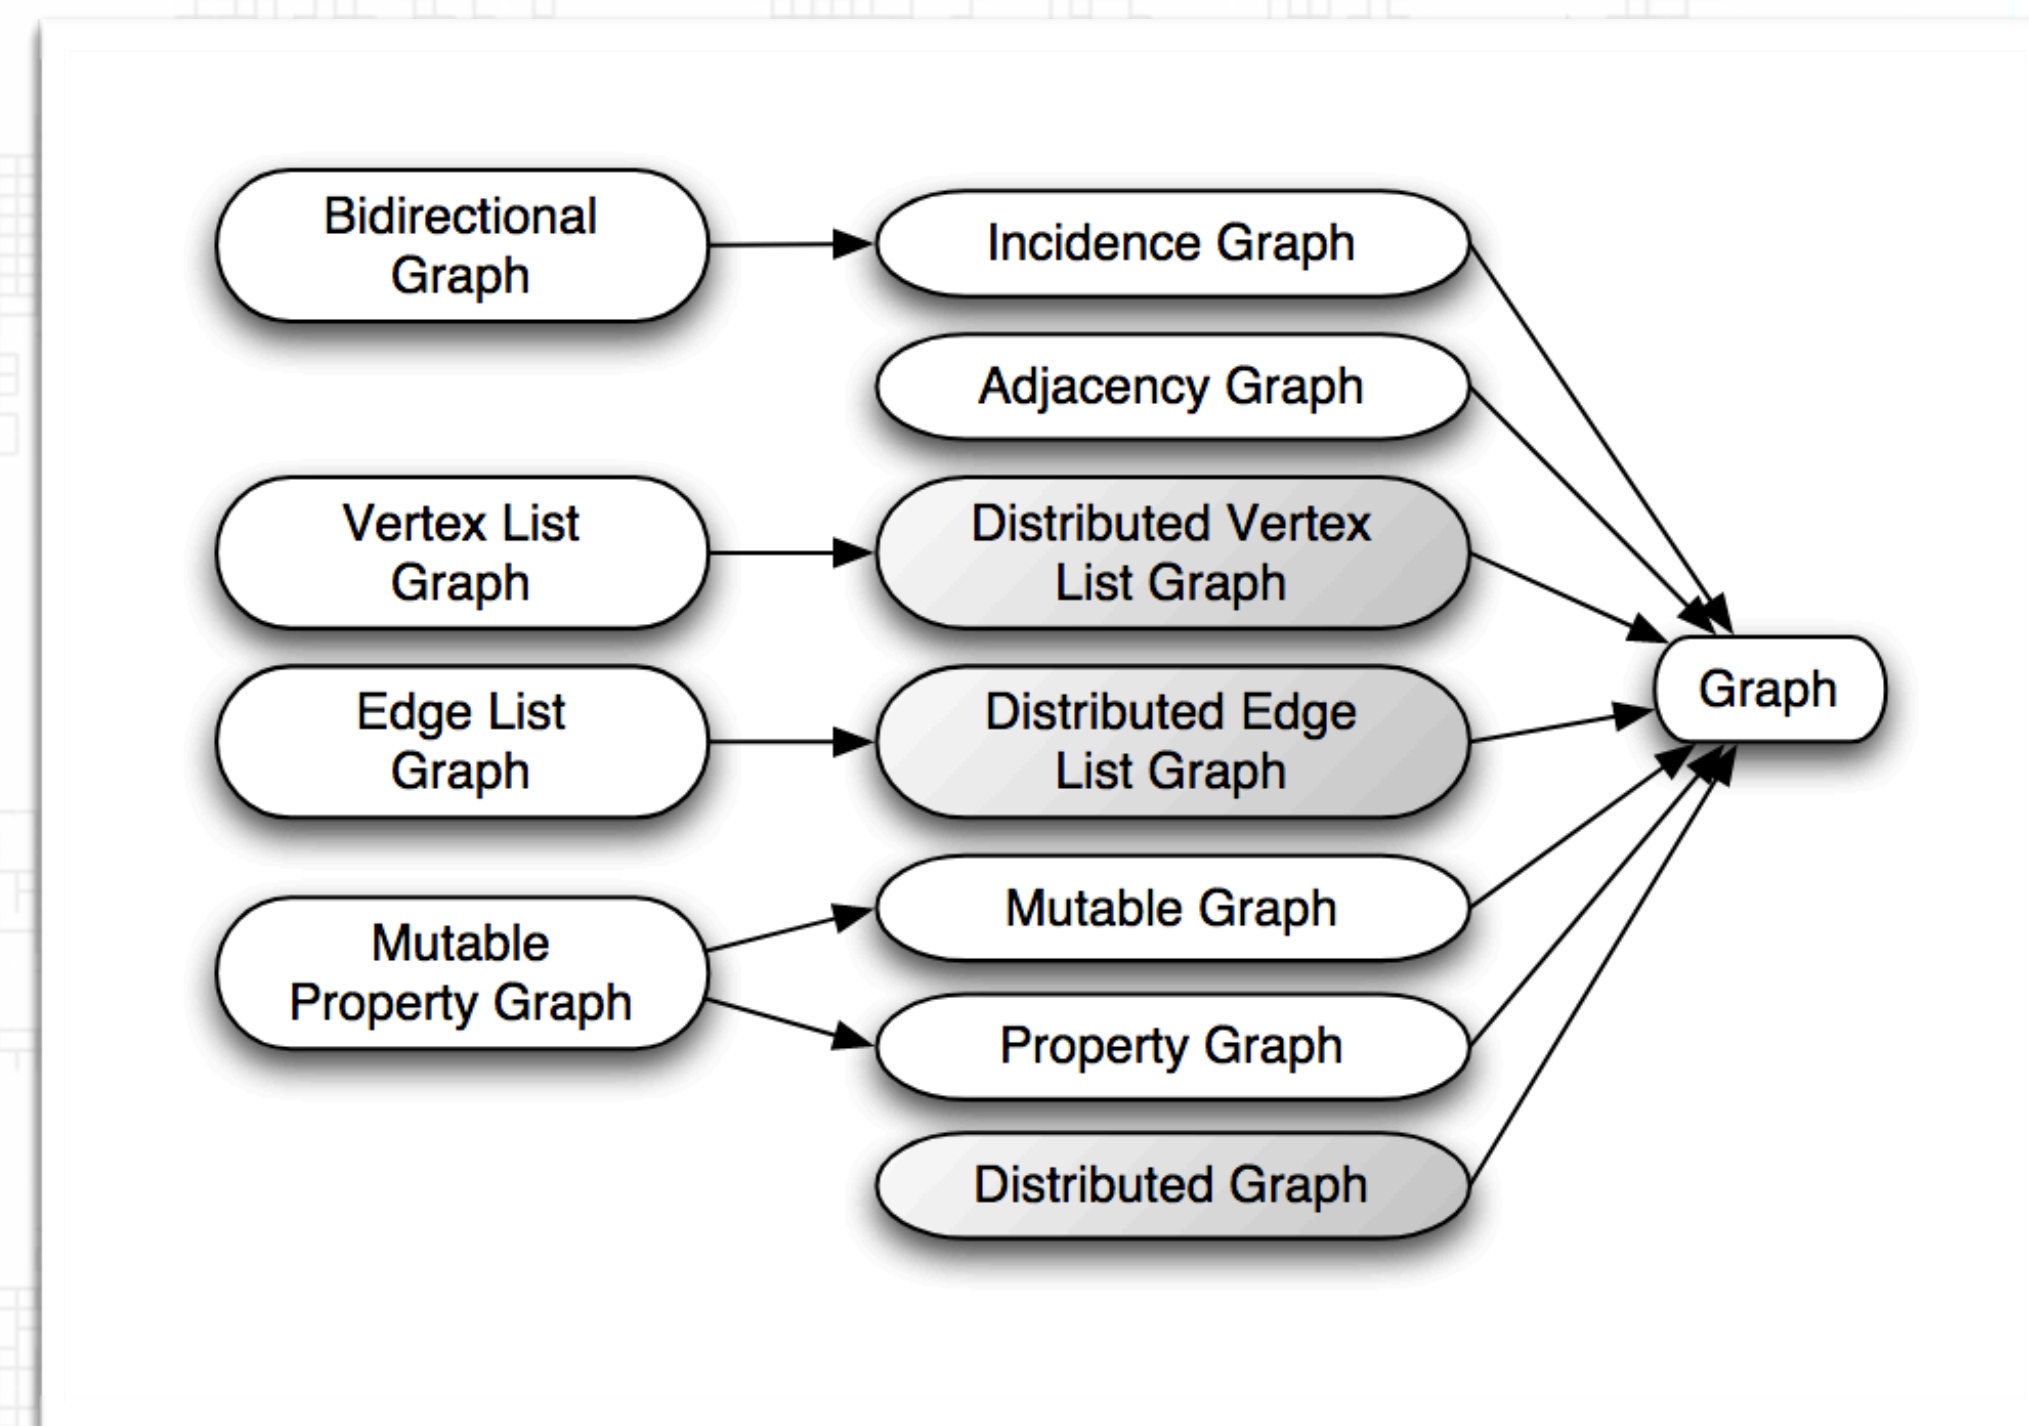 Bidirectional
Graph
Incidence Graph
Adjacency Graph
Vertex List
Graph
Distributed Vertex
List Graph
Graph
Edge List
Graph
Distributed Edge
List Graph
Mutable
Property Graph
Mutable Graph
Property Graph
Distributed Graph